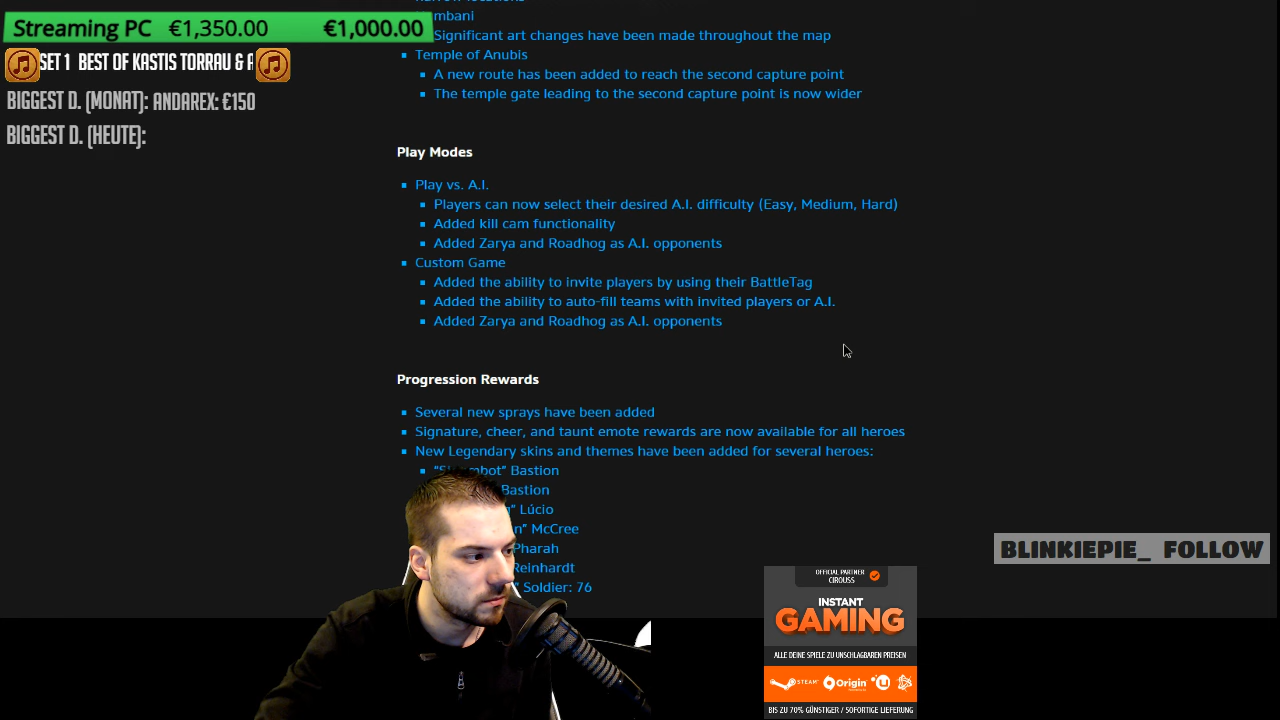 Streaming PC €1,350.00 €1,000.00
SET 1 BEST OF KASTIS TORRAU &
BIGGEST D. (MONAT): ANDAREX: €150
BIGGEST D. (HEUTE):
Significant art changes have been made throughout the map
Temple of Anubis
A new route has been added to reach the second capture point
The temple gate leading to the second capture point is now wider
Play Modes
Play vs. A.I.
Players can now select their desired A.I. difficulty (Easy, Medium, Hard)
Added kill cam functionality
Added Zarya and Roadhog as A.I. opponents
Custom Game
Added the ability to invite players by using their BattleTag
Added the ability to auto-fill teams with invited players or A.I.
Added Zarya and Roadhog as A.I. opponents
Progression Rewards
Several new sprays have been added
Signature, cheer, and taunt emote rewards are now available for all heroes
New Legendary skins and themes have been added for several heroes:
Bastion
Bastion
Lúcio
McCree
Pharah
Reinhardt
Soldier: 76
BLINKIEPIE_ FOLLOW
OFFICIAL PARTNER
CIROUSS
INSTANT
GAMING
ALLE DEINE SPIELE ZU UNSCHLAGBAREN PREISEN
STEAM Origin
BIS ZU 70% GÜNSTIGER / SOFORTIGE LIEFERUNG